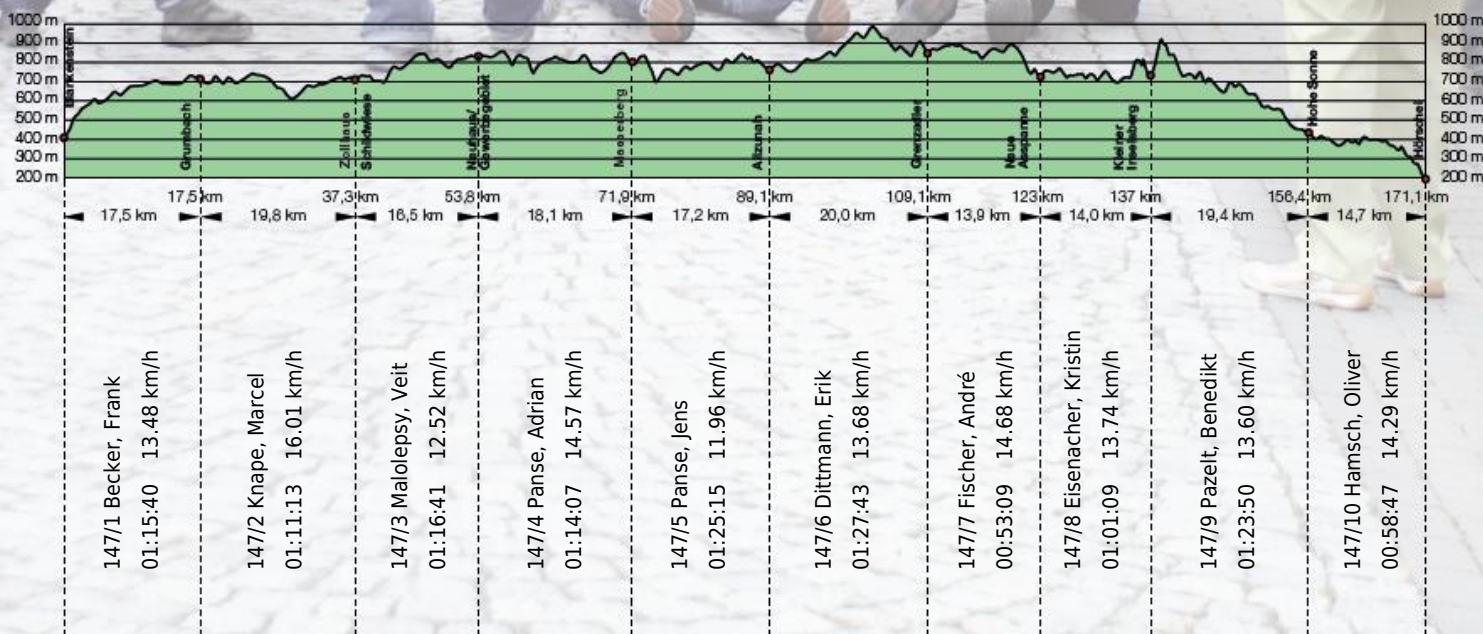 1000 m
900 m
800 m
700 m
600 m
500 m
400 m
300 m
200 m
1000 m
900 m
800 m
700 m
600 m
500 m
400 m
300 m
200 m
Blankenstein
Grumbach
Zollhaus
Schildwiese
Neuhaus/
Gewerbegebiet
Masserberg
Allzunah
Grenzadler
Neue
Ausspanne
Kleiner
Inselsberg
Hohe Sonne
Hörschel
17,5 km
37,3 km
53,8 km
71,9 km
89,1 km
109,1 km
123 km
137 km
156,4 km
171,1 km
17,5 km
19,8 km
16,5 km
18,1 km
17,2 km
20,0 km
13,9 km
14,0 km
19,4 km
14,7 km
147/1 Becker, Frank
01:15:40 13.48 km/h
147/2 Knape, Marcel
01:11:13 16.01 km/h
147/3 Malolepsy, Veit
01:16:41 12.52 km/h
147/4 Panse, Adrian
01:14:07 14.57 km/h
147/5 Panse, Jens
01:25:15 11.96 km/h
147/6 Dittmann, Erik
01:27:43 13.68 km/h
147/7 Fischer, André
00:53:09 14.68 km/h
147/8 Eisenacher, Kristin
01:01:09 13.74 km/h
147/9 Pazelt, Benedikt
01:23:50 13.60 km/h
147/10 Hamsch, Oliver
00:58:47 14.29 km/h